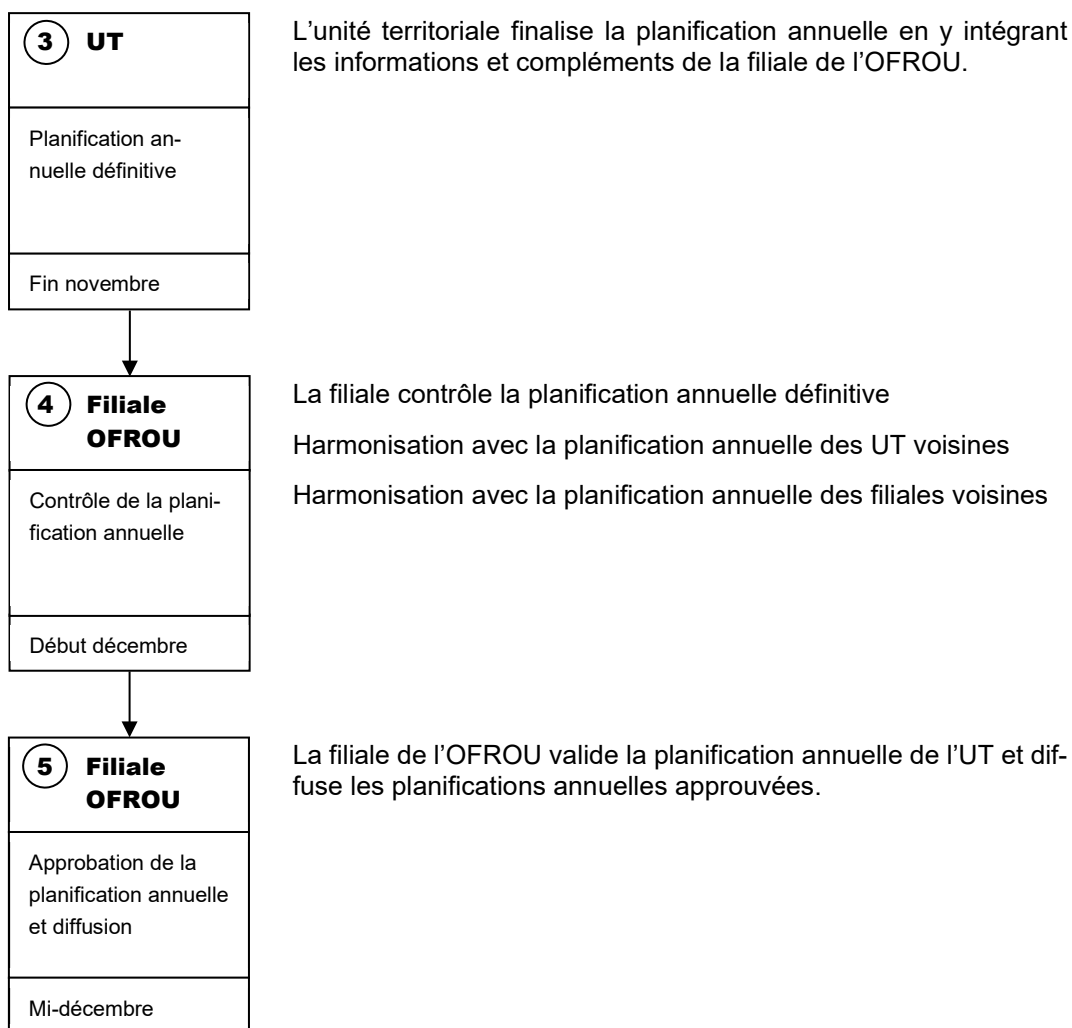 3 UT
L’unité territoriale finalise la planification annuelle en y intégrant
les informations et compléments de la filiale de l’OFROU.
Planification an-
nuelle définitive
Fin novembre
4 Filiale
OFROU
La filiale contrôle la planification annuelle définitive
Harmonisation avec la planification annuelle des UT voisines
Harmonisation avec la planification annuelle des filiales voisines
Contrôle de la plani-
fication annuelle
Début décembre
5 Filiale
OFROU
La filiale de l’OFROU valide la planification annuelle de l’UT et dif-
fuse les planifications annuelles approuvées.
Approbation de la
planification annuelle
et diffusion
Mi-décembre